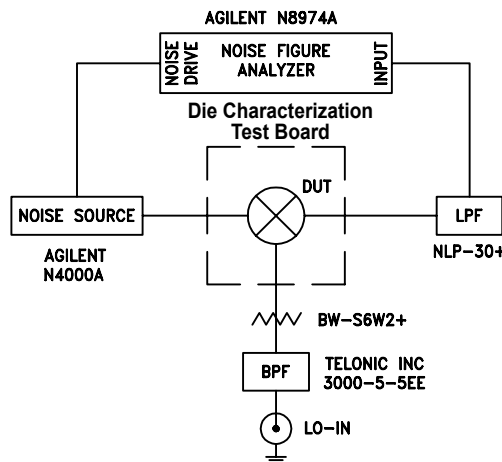 AGILENT N8974A
NOISE DRIVE
NOISE FIGURE
ANALYZER
INPUT
Die Characterization
Test Board
DUT
NOISE SOURCE
LPF
AGILENT
N4000A
NLP-30+
BW-S6W2+
BPF
TELONIC INC
3000-5-5EE
LO-IN